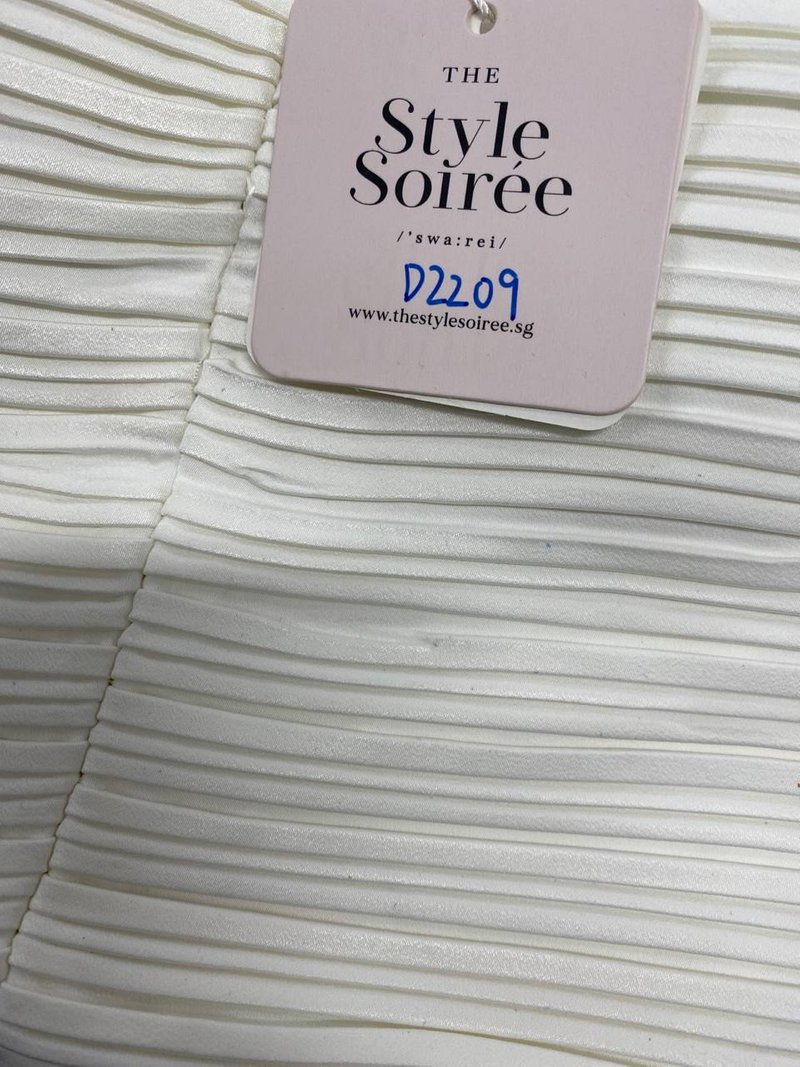 THE
Style
Soirée
/'swa:rei/
D2209
www.thestylesoiree.sg